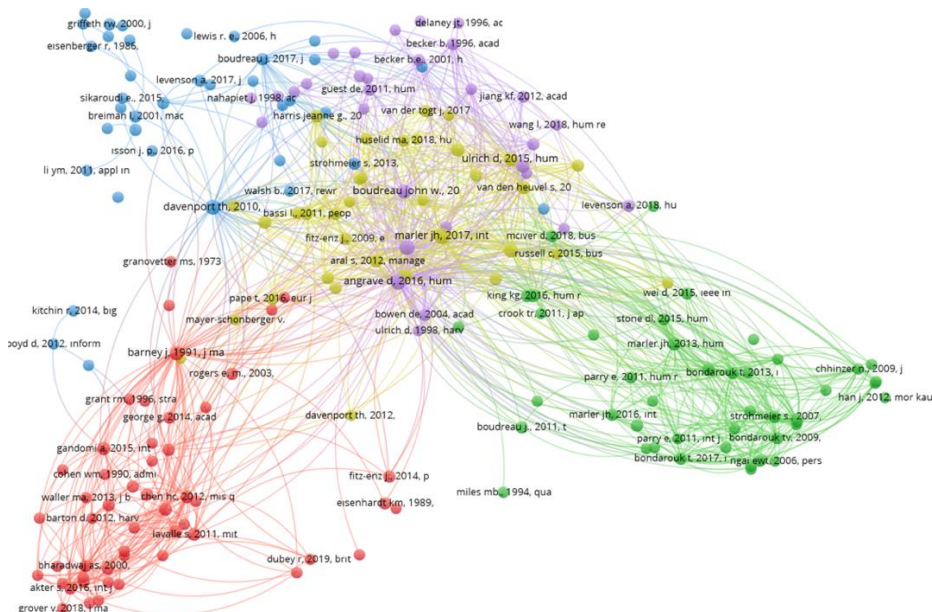 delaney jt, 1996, ac
griffeth rw, 2000, j
lewis r. e., 2006, h
becker b, 1996, acad
eisenberger r, 1986,
boudreau j, 2017, j
becker b.e., 2001, h
levenson a, 2017, j
guest de, 2011, hum
jiang kf, 2012, acad
sikaroudi e., 2015,
nahapiet j, 1998, ac
harris jeanne g., 20
van der togt j, 2017
breiman l, 2001, mac
wang l, 2018, hum re
huselid ma, 2018, hu
isson j. p., 2016, p
strohmeier s, 2013,
ulrich d, 2015, hum
li ym, 2011, appl in
walsh b., 2017, rewr
boudreau john w., 20
van den heuvel s, 20
davenport th, 2010,
bassi l., 2011, peop
levenson a, 2018, hu
fitz-enz j., 2009, e
marler jh, 2017, int
mciver d, 2018, bus
aral s, 2012, manage
russell c, 2015, bus
granovetter ms, 1973
angrave d, 2016, hum
wei d, 2015, ieee in
pape t, 2016, eur j
king kg, 2016, hum r
kitchin r, 2014, big
bowen de, 2004, acad
crook tr, 2011, j ap
stone dl, 2015, hum
mayer-schonberger v.
ulrich d, 1998, harv
marler jh, 2013, hum
boyd d, 2012, inform
barney j, 1991, j ma
rogers e. m., 2003,
parry e, 2011, hum r
bondarouk t, 2013, i
chhinzer n., 2009, j
grant rm, 1996, stra
george g, 2014, acad
davenport th, 2012,
marler jh, 2016, int
strohmeier s., 2007,
han j, 2012, mor kau
boudreau j., 2011, t
parry e, 2011, int j
bondarouk tv, 2009,
gandomi a, 2015, int
bondarouk t, 2017, i
ngai ewt, 2006, pers
cohen wm, 1990, admi
fitz-enz j., 2014, p
waller ma, 2013, j b
chen hc, 2012, mis q
miles mb, 1994, qua
barton d, 2012, harv
eisenhardt km, 1989,
lavalle s, 2011, mit
bharadwaj as, 2000,
dubey r, 2019, brit
akter s, 2016, int j
grover v, 2018, j ma